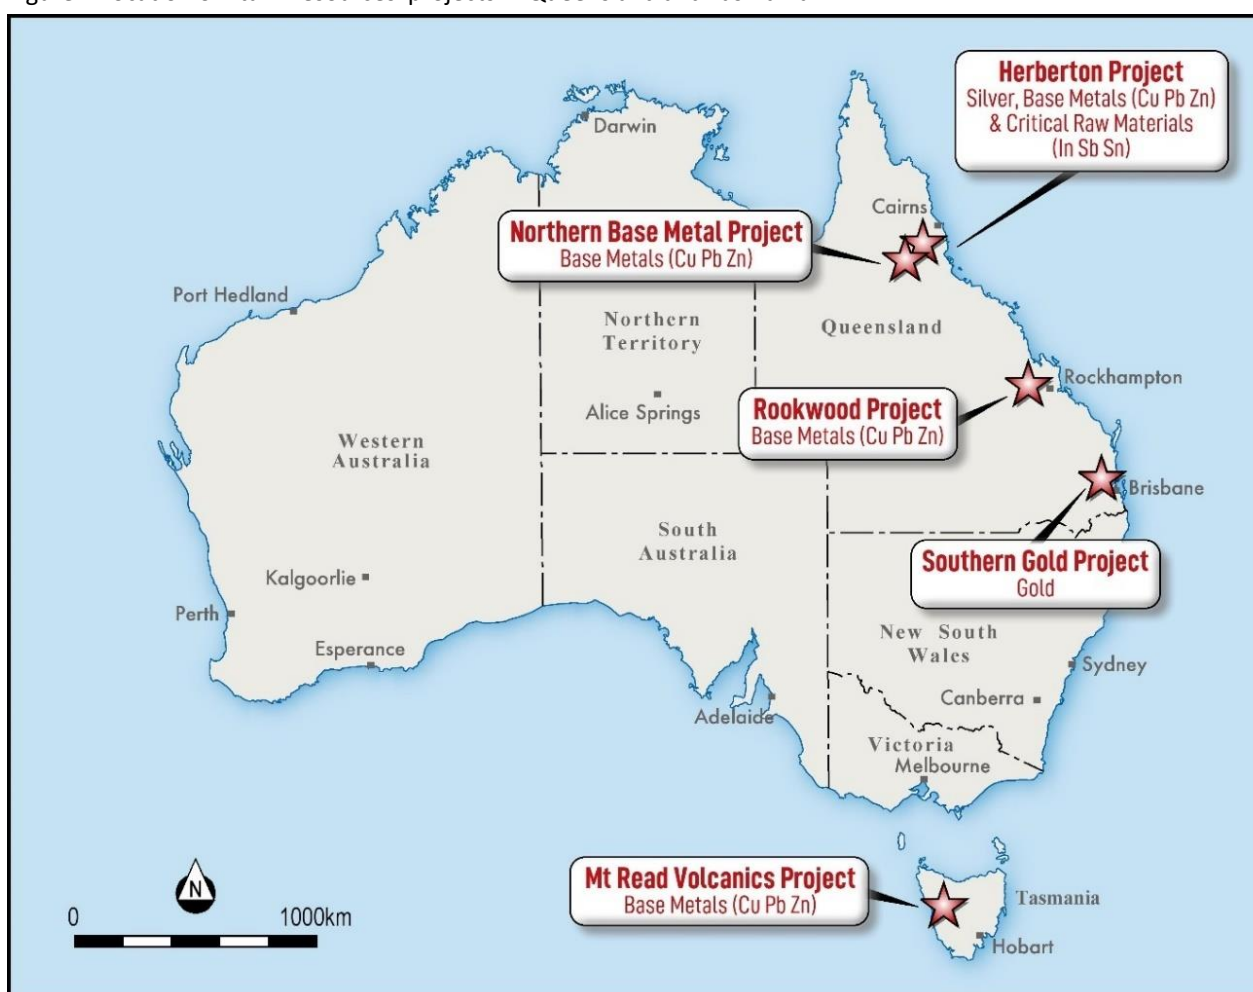 Herberton Project
Silver, Base Metals (Cu Pb Zn)
& Critical Raw Materials
(In Sb Sn)
Darwin
Cairns
Northern Base Metal Project
Base Metals (Cu Pb Zn)
Port Hedland
Northern
Territory
Queensland
Alice Springs
Rockhampton
Rookwood Project
Base Metals (Cu Pb Zn)
Western
Australia
Brisbane
South
Australia
Southern Gold Project
Gold
Kalgoorlie
Perth
Esperance
New South
Wales
Sydney
Canberra
Adelaide
Victoria
Melbourne
Mt Read Volcanics Project
Base Metals (Cu Pb Zn)
Tasmania
Hobart
N
0 1000km